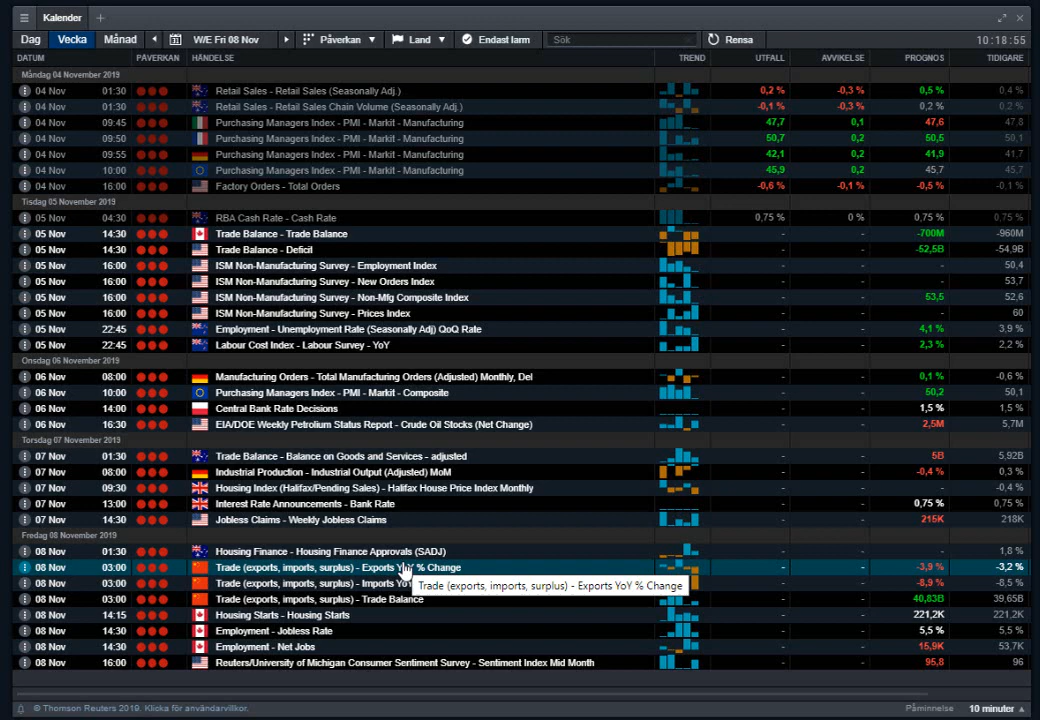 Kalender
Dag Vecka Månad W/E Fri 08 Nov Påverkan Land Endast larm Sök Rensa 10:18:55
DATUM PÅVERKAN HÄNDELSE TREND UTFALL AVVIKELSE PROGNOS TIDIGARE
Måndag 04 November 2019
04 Nov 01:30 Retail Sales - Retail Sales (Seasonally Adj.) 0,2 % -0,3 % 0,5 % 0,4 %
04 Nov 01:30 Retail Sales - Retail Sales Chain Volume (Seasonally Adj.) -0,1 % -0,3 % 0,2 % 0,2 %
04 Nov 09:45 Purchasing Managers Index - PMI - Markit - Manufacturing 47,7 0,1 47,6 47,8
04 Nov 09:50 Purchasing Managers Index - PMI - Markit - Manufacturing 50,7 0,2 50,5 50,1
04 Nov 09:55 Purchasing Managers Index - PMI - Markit - Manufacturing 42,1 0,2 41,9 41,7
04 Nov 10:00 Purchasing Managers Index - PMI - Markit - Manufacturing 45,9 0,2 45,7 45,7
04 Nov 16:00 Factory Orders - Total Orders -0,6 % -0,1 % -0,5 % -0,1 %
Tisdag 05 November 2019
05 Nov 04:30 RBA Cash Rate - Cash Rate 0,75 % 0 % 0,75 % 0,75 %
05 Nov 14:30 Trade Balance - Trade Balance - - -700M -960M
05 Nov 14:30 Trade Balance - Deficil - - -52,5B -54,9B
05 Nov 16:00 ISM Non-Manufacturing Survey - Employment Index - - - 50,4
05 Nov 16:00 ISM Non-Manufacturing Survey - New Orders Index - - - 53,7
05 Nov 16:00 ISM Non-Manufacturing Survey - Non-Mfg Composite Index - - 53,5 52,6
05 Nov 16:00 ISM Non-Manufacturing Survey - Prices Index - - - 60
05 Nov 22:45 Employment - Unemployment Rate (Seasonally Adj) QoQ Rate - - 4,1 % 3,9 %
05 Nov 22:45 Labour Cost Index - Labour Survey - YoY - - 2,3 % 2,2 %
Onsdag 06 November 2019
06 Nov 08:00 Manufacturing Orders - Total Manufacturing Orders (Adjusted) Monthly, Del - - 0,1 % -0,6 %
06 Nov 10:00 Purchasing Managers Index - PMI - Markit - Composite - - 50,2 50,1
06 Nov 14:00 Central Bank Rate Decisions - - 1,5 % 1,5 %
06 Nov 16:30 EIA/DOE Weekly Petrolium Status Report - Crude Oil Stocks (Net Change) - - 2,5M 5,7M
Torsdag 07 November 2019
07 Nov 01:30 Trade Balance - Balance on Goods and Services - adjusted - - 5B 5,92B
07 Nov 08:00 Industrial Production - Industrial Output (Adjusted) MoM - - -0,4 % 0,3 %
07 Nov 09:30 Housing Index (Halifax/Pending Sales) - Halifax House Price Index Monthly - - - -0,4 %
07 Nov 13:00 Interest Rate Announcements - Bank Rate - - 0,75 % 0,75 %
07 Nov 14:30 Jobless Claims - Weekly Jobless Claims - - 215K 218K
Fredag 08 November 2019
08 Nov 01:30 Housing Finance - Housing Finance Approvals (SADJ) - - - 1,8 %
08 Nov 03:00 Trade (exports, imports, surplus) - Exports YoY % Change - - -3,9 % -3,2 %
08 Nov 03:00 Trade (exports, imports, surplus) - Imports YoY - - -8,9 % -8,5 %
Trade (exports, imports, surplus) - Exports YoY % Change
08 Nov 03:00 Trade (exports, imports, surplus) - Trade Balance - - 40,83B 39,65B
08 Nov 14:15 Housing Starts - Housing Starts - - 221,2K 221,2K
08 Nov 14:30 Employment - Jobless Rate - - 5,5 % 5,5 %
08 Nov 14:30 Employment - Net Jobs - - 15,9K 53,7K
08 Nov 16:00 Reuters/University of Michigan Consumer Sentiment Survey - Sentiment Index Mid Month - - 95,8 96
© Thomson Reuters 2019. Klicka för användarvillkor. Påminnelse 10 minuter